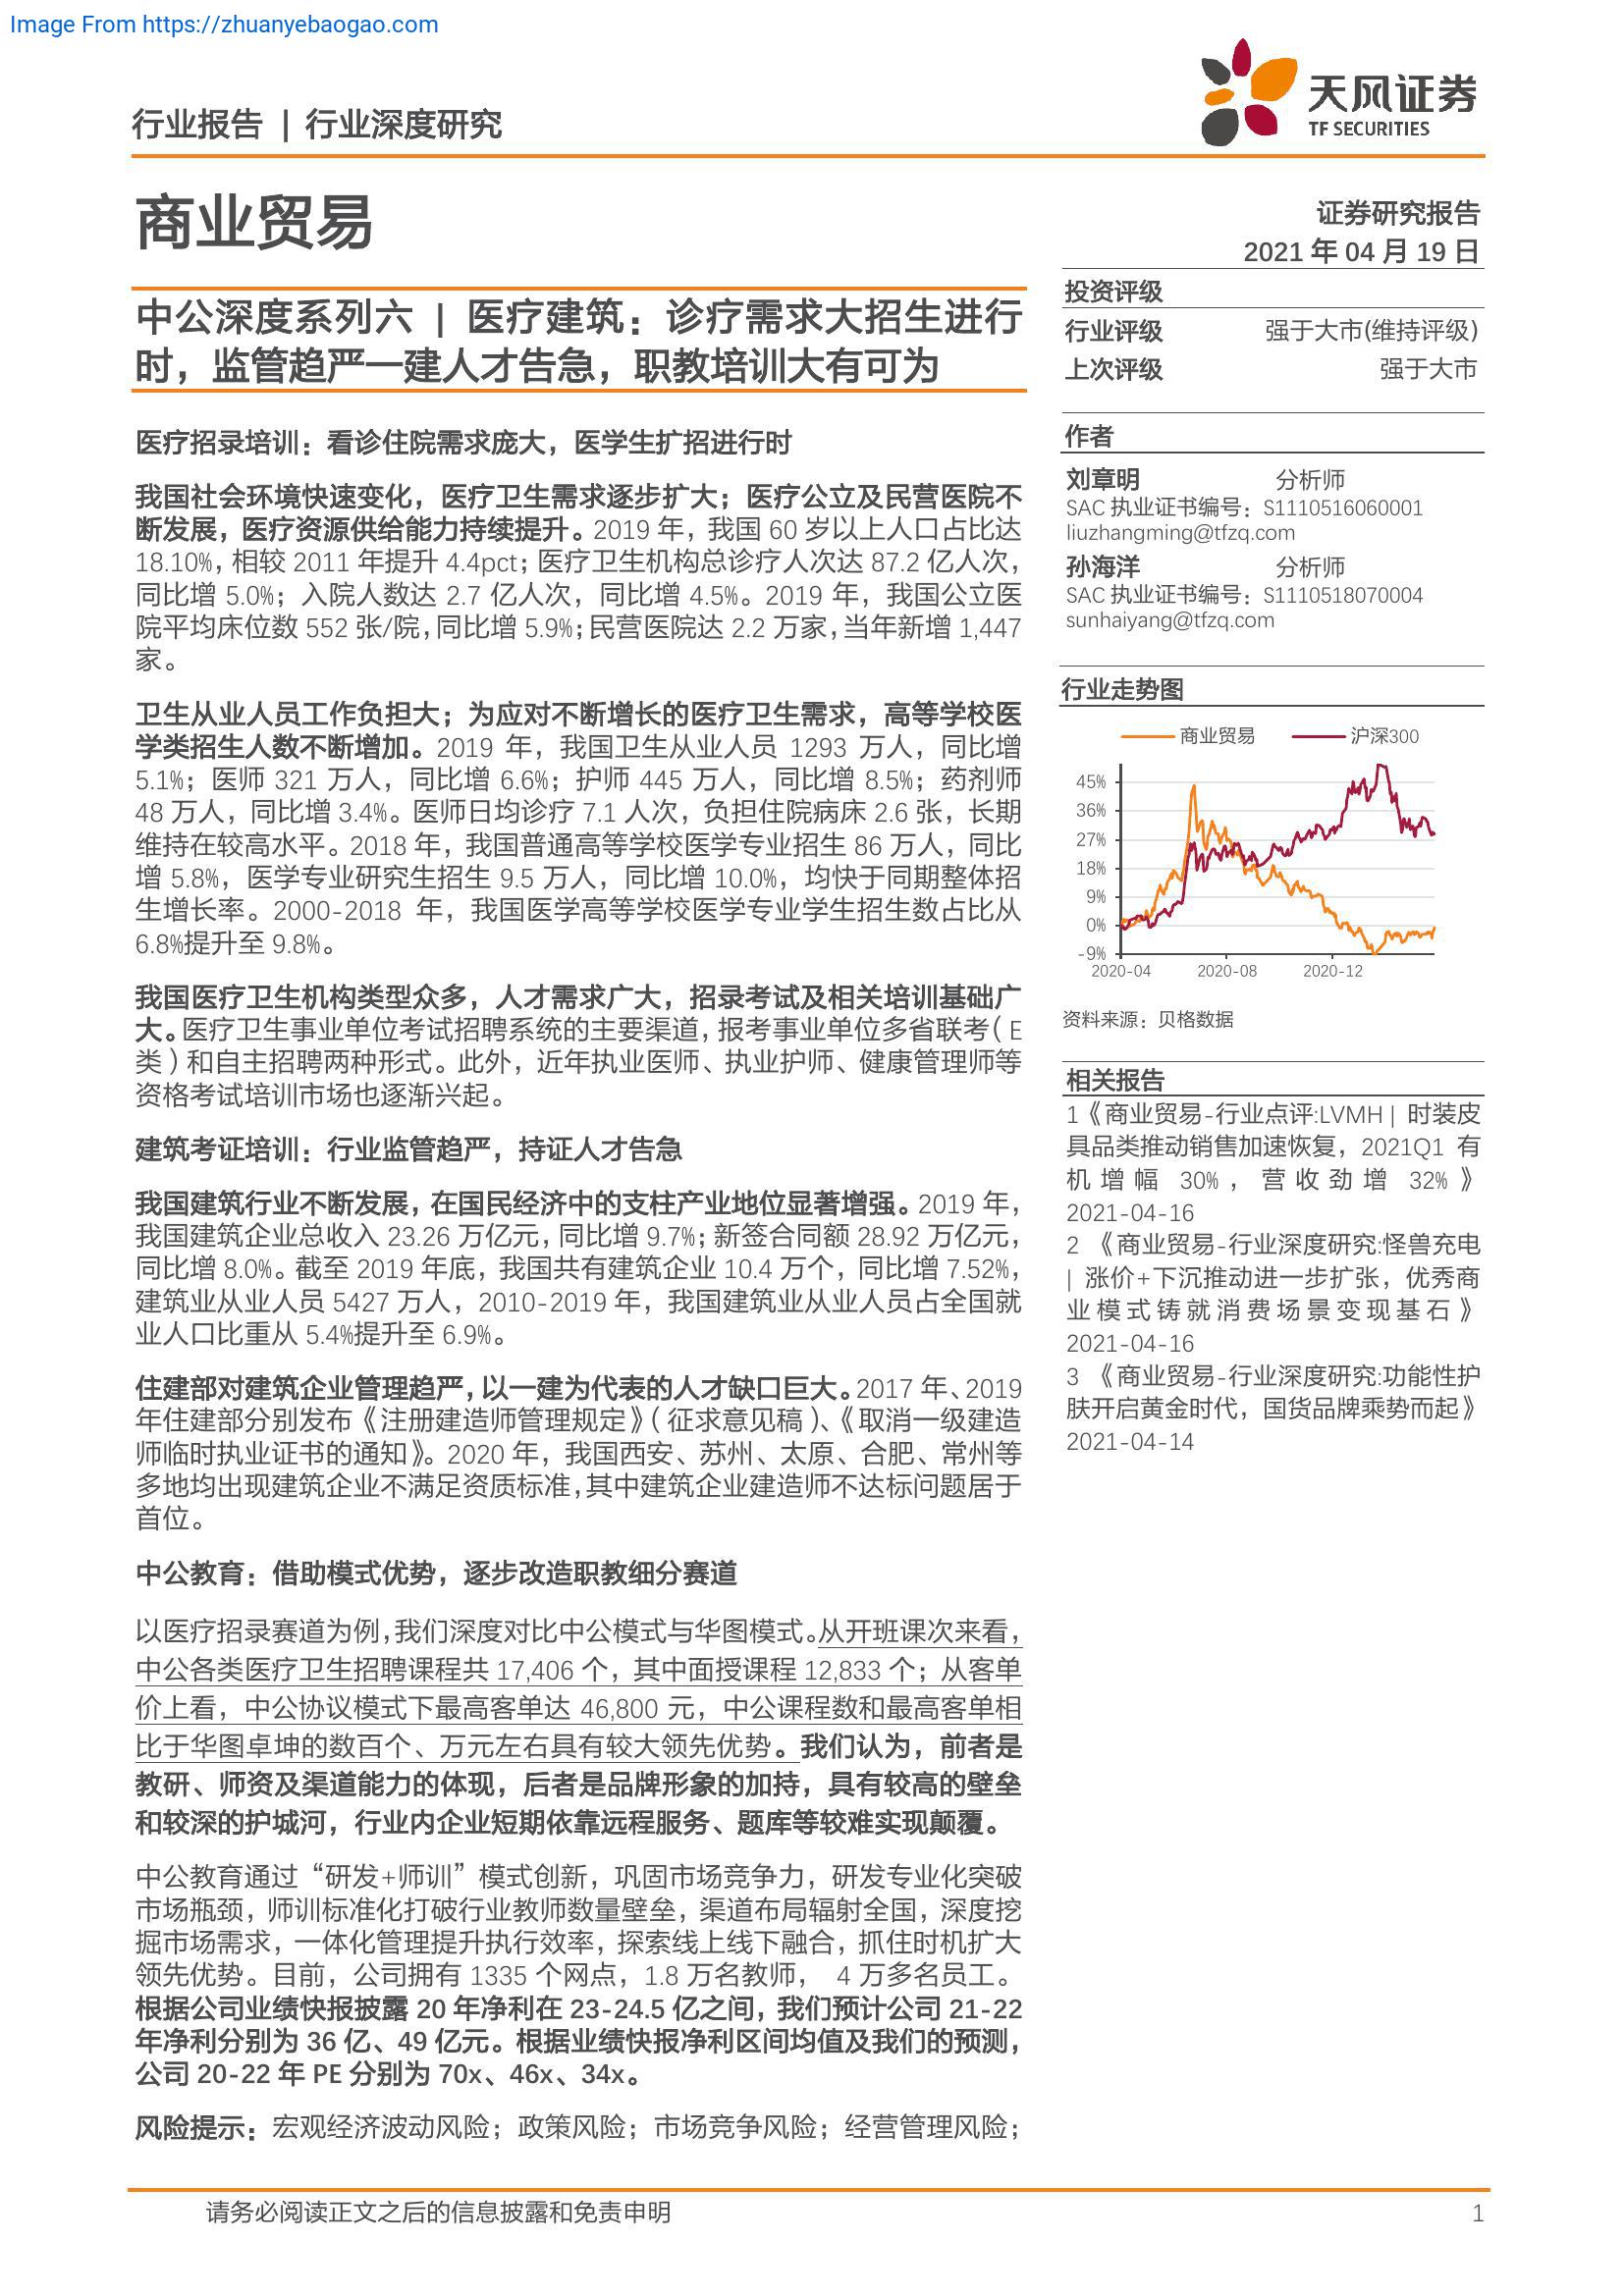 Image From https://zhuanyebaogao.com
行业报告 | 行业深度研究
天风证券
TF SECURITIES
商业贸易
证券研究报告
2021 年 04 月 19 日
中公深度系列六 | 医疗建筑：诊疗需求大招生进行
时，监管趋严一建人才告急，职教培训大有可为
医疗招录培训：看诊住院需求庞大，医学生扩招进行时
我国社会环境快速变化，医疗卫生需求逐步扩大；医疗公立及民营医院不
断发展，医疗资源供给能力持续提升。2019 年，我国 60 岁以上人口占比达
18.10%，相较 2011 年提升 4.4pct；医疗卫生机构总诊疗人次达 87.2 亿人次，
同比增 5.0%；入院人数达 2.7 亿人次，同比增 4.5%。2019 年，我国公立医
院平均床位数 552 张/院，同比增 5.9%；民营医院达 2.2 万家，当年新增 1,447
家。
卫生从业人员工作负担大；为应对不断增长的医疗卫生需求，高等学校医
学类招生人数不断增加。2019 年，我国卫生从业人员 1293 万人，同比增
5.1%；医师 321 万人，同比增 6.6%；护师 445 万人，同比增 8.5%；药剂师
48 万人，同比增 3.4%。医师日均诊疗 7.1 人次，负担住院病床 2.6 张，长期
维持在较高水平。2018 年，我国普通高等学校医学专业招生 86 万人，同比
增 5.8%，医学专业研究生招生 9.5 万人，同比增 10.0%，均快于同期整体招
生增长率。2000-2018 年，我国医学高等学校医学专业学生招生数占比从
6.8%提升至 9.8%。
我国医疗卫生机构类型众多，人才需求广大，招录考试及相关培训基础广
大。医疗卫生事业单位考试招聘系统的主要渠道，报考事业单位多省联考（E
类）和自主招聘两种形式。此外，近年执业医师、执业护师、健康管理师等
资格考试培训市场也逐渐兴起。
建筑考证培训：行业监管趋严，持证人才告急
我国建筑行业不断发展，在国民经济中的支柱产业地位显著增强。2019 年，
我国建筑企业总收入 23.26 万亿元，同比增 9.7%；新签合同额 28.92 万亿元，
同比增 8.0%。截至 2019 年底，我国共有建筑企业 10.4 万个，同比增 7.52%，
建筑业从业人员 5427 万人，2010-2019 年，我国建筑业从业人员占全国就
业人口比重从 5.4%提升至 6.9%。
住建部对建筑企业管理趋严，以一建为代表的人才缺口巨大。2017 年、2019
年住建部分别发布《注册建造师管理规定》（征求意见稿）、《取消一级建造
师临时执业证书的通知》。2020 年，我国西安、苏州、太原、合肥、常州等
多地均出现建筑企业不满足资质标准，其中建筑企业建造师不达标问题居于
首位。
中公教育：借助模式优势，逐步改造职教细分赛道
以医疗招录赛道为例，我们深度对比中公模式与华图模式。从开班课次来看，
中公各类医疗卫生招聘课程共 17,406 个，其中面授课程 12,833 个；从客单
价上看，中公协议模式下最高客单达 46,800 元，中公课程数和最高客单相
比于华图卓坤的数百个、万元左右具有较大领先优势。我们认为，前者是
教研、师资及渠道能力的体现，后者是品牌形象的加持，具有较高的壁垒
和较深的护城河，行业内企业短期依靠远程服务、题库等较难实现颠覆。
中公教育通过“研发+师训”模式创新，巩固市场竞争力，研发专业化突破
市场瓶颈，师训标准化打破行业教师数量壁垒，渠道布局辐射全国，深度挖
掘市场需求，一体化管理提升执行效率，探索线上线下融合，抓住时机扩大
领先优势。目前，公司拥有 1335 个网点，1.8 万名教师， 4 万多名员工。
根据公司业绩快报披露 20 年净利在 23-24.5 亿之间，我们预计公司 21-22
年净利分别为 36 亿、49 亿元。根据业绩快报净利区间均值及我们的预测，
公司 20-22 年 PE 分别为 70x、46x、34x。
风险提示：宏观经济波动风险；政策风险；市场竞争风险；经营管理风险；
投资评级
行业评级 强于大市(维持评级)
上次评级 强于大市
作者
刘章明 分析师
SAC 执业证书编号：S1110516060001
liuzhangming@tfzq.com
孙海洋 分析师
SAC 执业证书编号：S1110518070004
sunhaiyang@tfzq.com
行业走势图
商业贸易 沪深300
45%
36%
27%
18%
9%
0%
-9%
2020-04 2020-08 2020-12
资料来源：贝格数据
相关报告
1《商业贸易-行业点评:LVMH | 时装皮
具品类推动销售加速恢复，2021Q1 有
机增幅 30%，营收劲增 32%》
2021-04-16
2 《商业贸易-行业深度研究:怪兽充电
| 涨价+下沉推动进一步扩张，优秀商
业模式铸就消费场景变现基石》
2021-04-16
3 《商业贸易-行业深度研究:功能性护
肤开启黄金时代，国货品牌乘势而起》
2021-04-14
请务必阅读正文之后的信息披露和免责申明 1